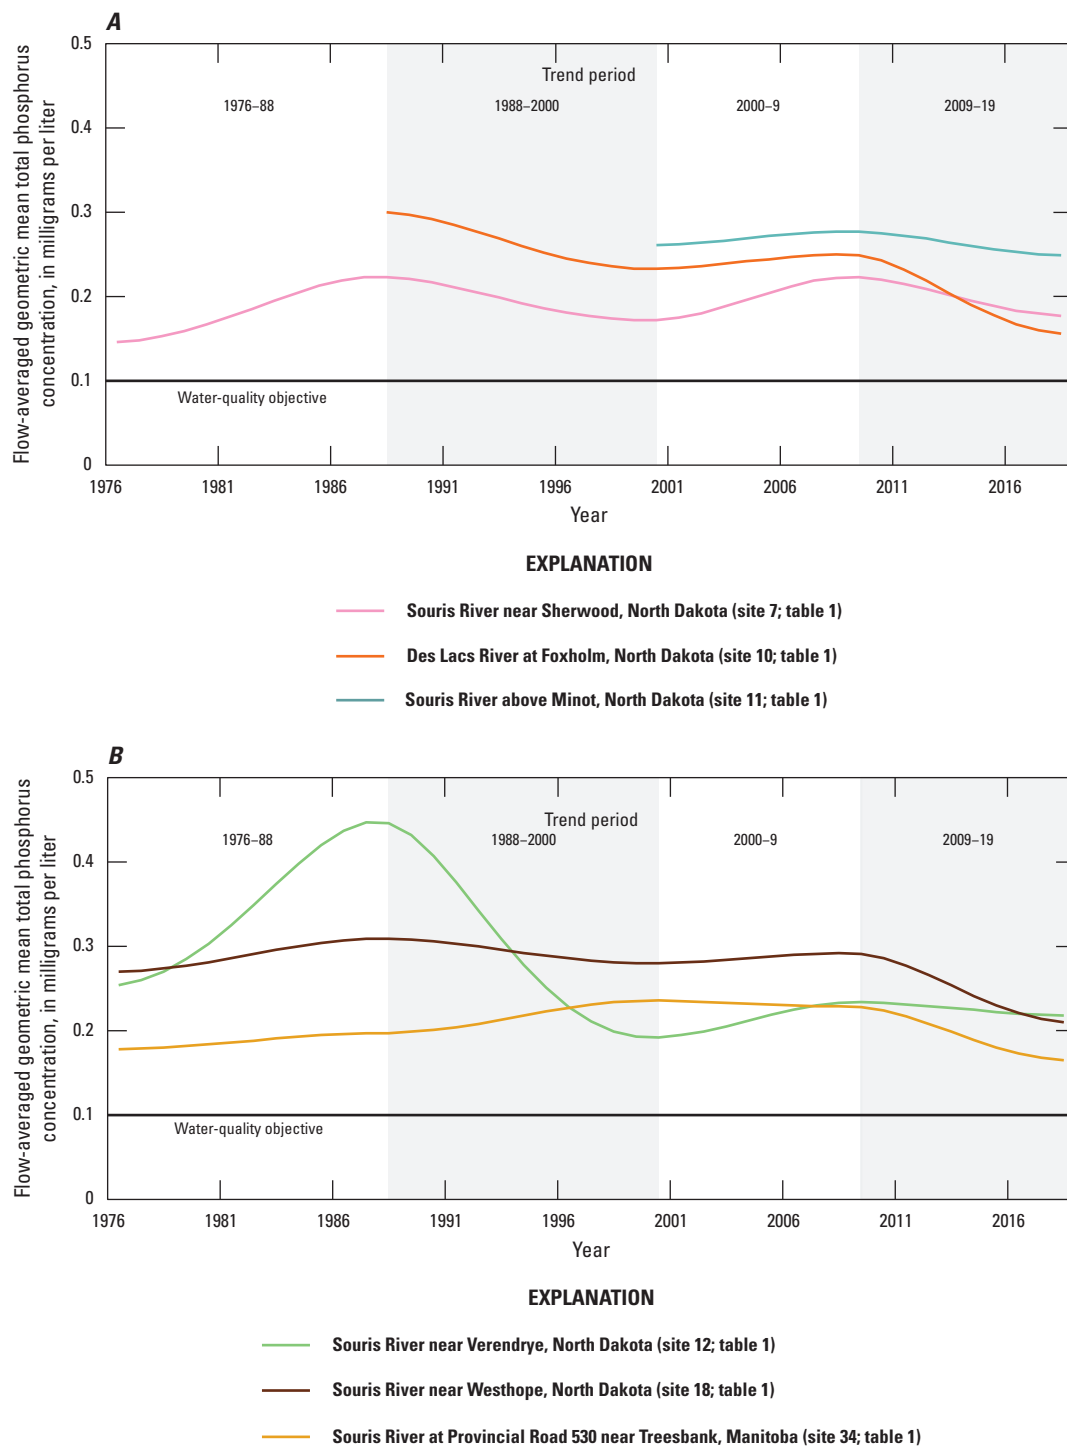 A
Flow-averaged geometric mean total phosphorus
concentration, in milligrams per liter
0.5
0.4
0.3
0.2
0.1
0
Trend period
1976–88
1988–2000
2000–9
2009–19
Water-quality objective
1976
1981
1986
1991
1996
2001
2006
2011
2016
Year
EXPLANATION
Souris River near Sherwood, North Dakota (site 7; table 1)
Des Lacs River at Foxholm, North Dakota (site 10; table 1)
Souris River above Minot, North Dakota (site 11; table 1)
B
Flow-averaged geometric mean total phosphorus
concentration, in milligrams per liter
0.5
0.4
0.3
0.2
0.1
0
Trend period
1976–88
1988–2000
2000–9
2009–19
Water-quality objective
1976
1981
1986
1991
1996
2001
2006
2011
2016
Year
EXPLANATION
Souris River near Verendrye, North Dakota (site 12; table 1)
Souris River near Westhope, North Dakota (site 18; table 1)
Souris River at Provincial Road 530 near Treesbank, Manitoba (site 34; table 1)